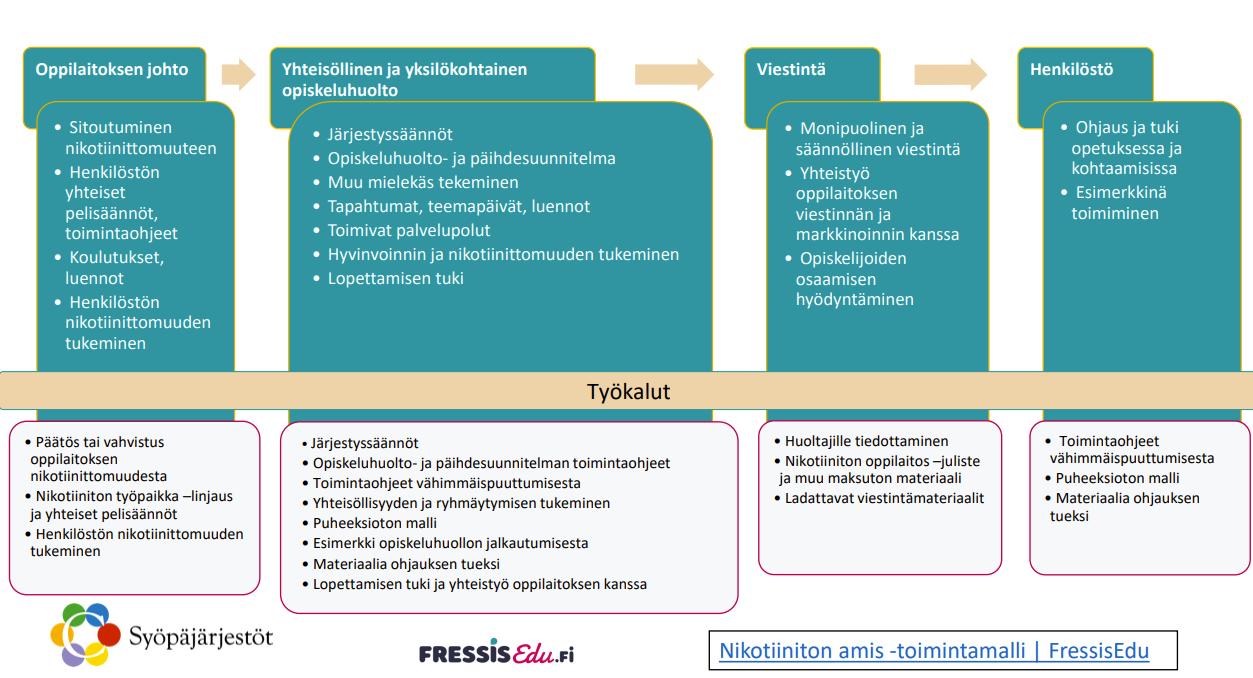 Oppilaitoksen johto
• Sitoutuminen
nikotiinittomuuteen
• Henkilöstön
yhteiset
pelisäännöt,
toimintaohjeet
• Koulutukset,
luennot
• Henkilöstön
nikotiinittomuuden
tukeminen
Yhteisöllinen ja yksilökohtainen
opiskeluhuolto
• Järjestyssäännöt
• Opiskeluhuolto- ja päihdesuunnitelma
• Muu mielekäs tekeminen
• Tapahtumat, teemapäivät, luennot
• Toimivat palvelupolut
• Hyvinvoinnin ja nikotiinittomuuden tukeminen
• Lopettamisen tuki
Viestintä
• Monipuolinen ja
säännöllinen viestintä
• Yhteistyö
oppilaitoksen
viestinnän ja
markkinoinnin kanssa
• Opiskelijoiden
osaamisen
hyödyntäminen
Henkilöstö
• Ohjaus ja tuki
opetuksessa ja
kohtaamisissa
• Esimerkkinä
toimiminen
Työkalut
• Päätös tai vahvistus
oppilaitoksen
nikotiinittomuudesta
• Nikotiiniton työpaikka –linjaus
ja yhteiset pelisäännöt
• Henkilöstön nikotiinittomuuden
tukeminen
• Järjestyssäännöt
• Opiskeluhuolto- ja päihdesuunnitelman toimintaohjeet
• Toimintaohjeet vähimmäispuuttumisesta
• Yhteisöllisyyden ja ryhmäytymisen tukeminen
• Puheeksioton malli
• Esimerkki opiskeluhuollon jalkautumisesta
• Materiaalia ohjauksen tueksi
• Lopettamisen tuki ja yhteistyö oppilaitoksen kanssa
• Huoltajille tiedottaminen
• Nikotiiniton oppilaitos –juliste
ja muu maksuton materiaali
• Ladattavat viestintämateriaalit
• Toimintaohjeet
vähimmäispuuttumisesta
• Puheeksioton malli
• Materiaalia ohjauksen
tueksi
Syöpäjärjestöt
FRESSIS Edu.FI
Nikotiiniton amis -toimintamalli | FressisEdu